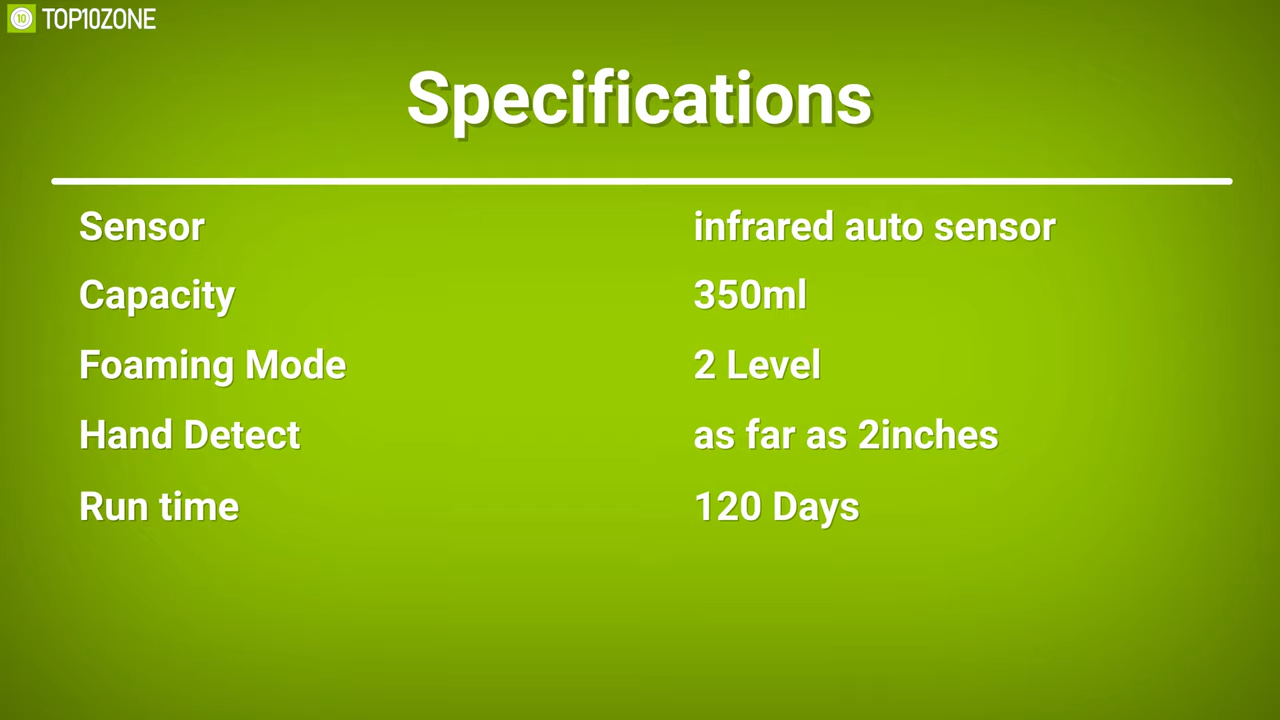 10 TOP10ZONE
Specifications
Sensor infrared auto sensor
Capacity 350ml
Foaming Mode 2 Level
Hand Detect as far as 2inches
Run time 120 Days